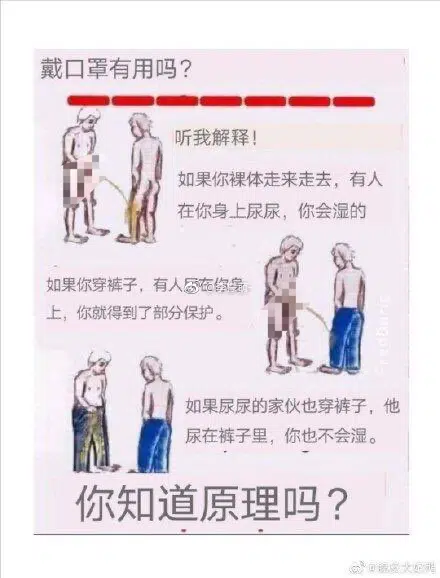 戴口罩有用吗？
听我解释！
如果你裸体走来走去，有人
在你身上尿尿，你会湿的
如果你穿裤子，有人尿在你身
上，你就得到了部分保护。
如果尿尿的家伙也穿裤子，他
尿在裤子里，你也不会湿。
你知道原理吗？